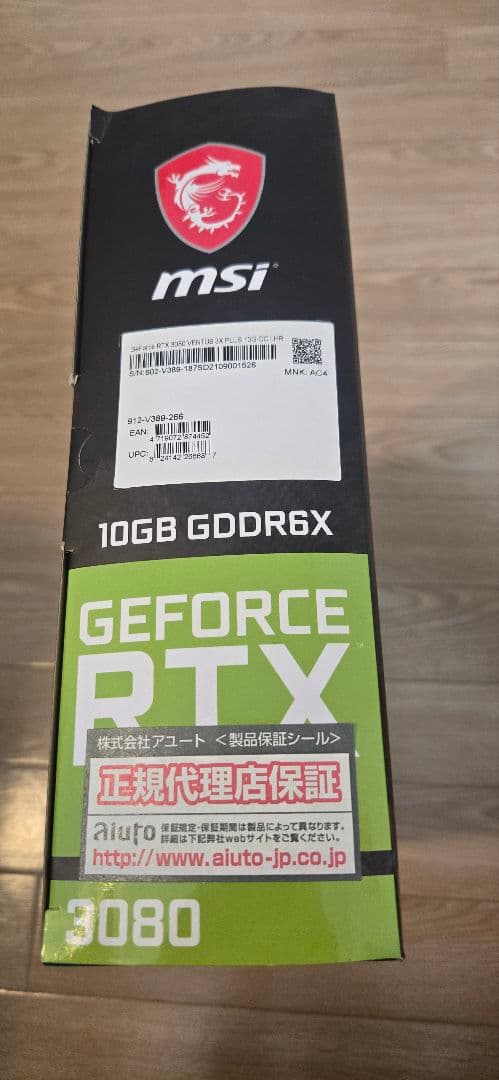 msi
GeForce RTX 3080 VENTUS 3X PLUS 10G OC LHR
S/N:602-V389-187SD2109001526
MNK: AC4
912-V389-266
EAN:
4 719072 874452
UPC:
10GB GDDR6X
GEFORCE
RTX
株式会社アユート ＜製品保証シール＞
正規代理店保証
aiuto 保証規定・保証期間は製品によって異なります。
詳細は下記弊社webサイトをご覧ください。
http://www.aiuto-jp.co.jp
3080